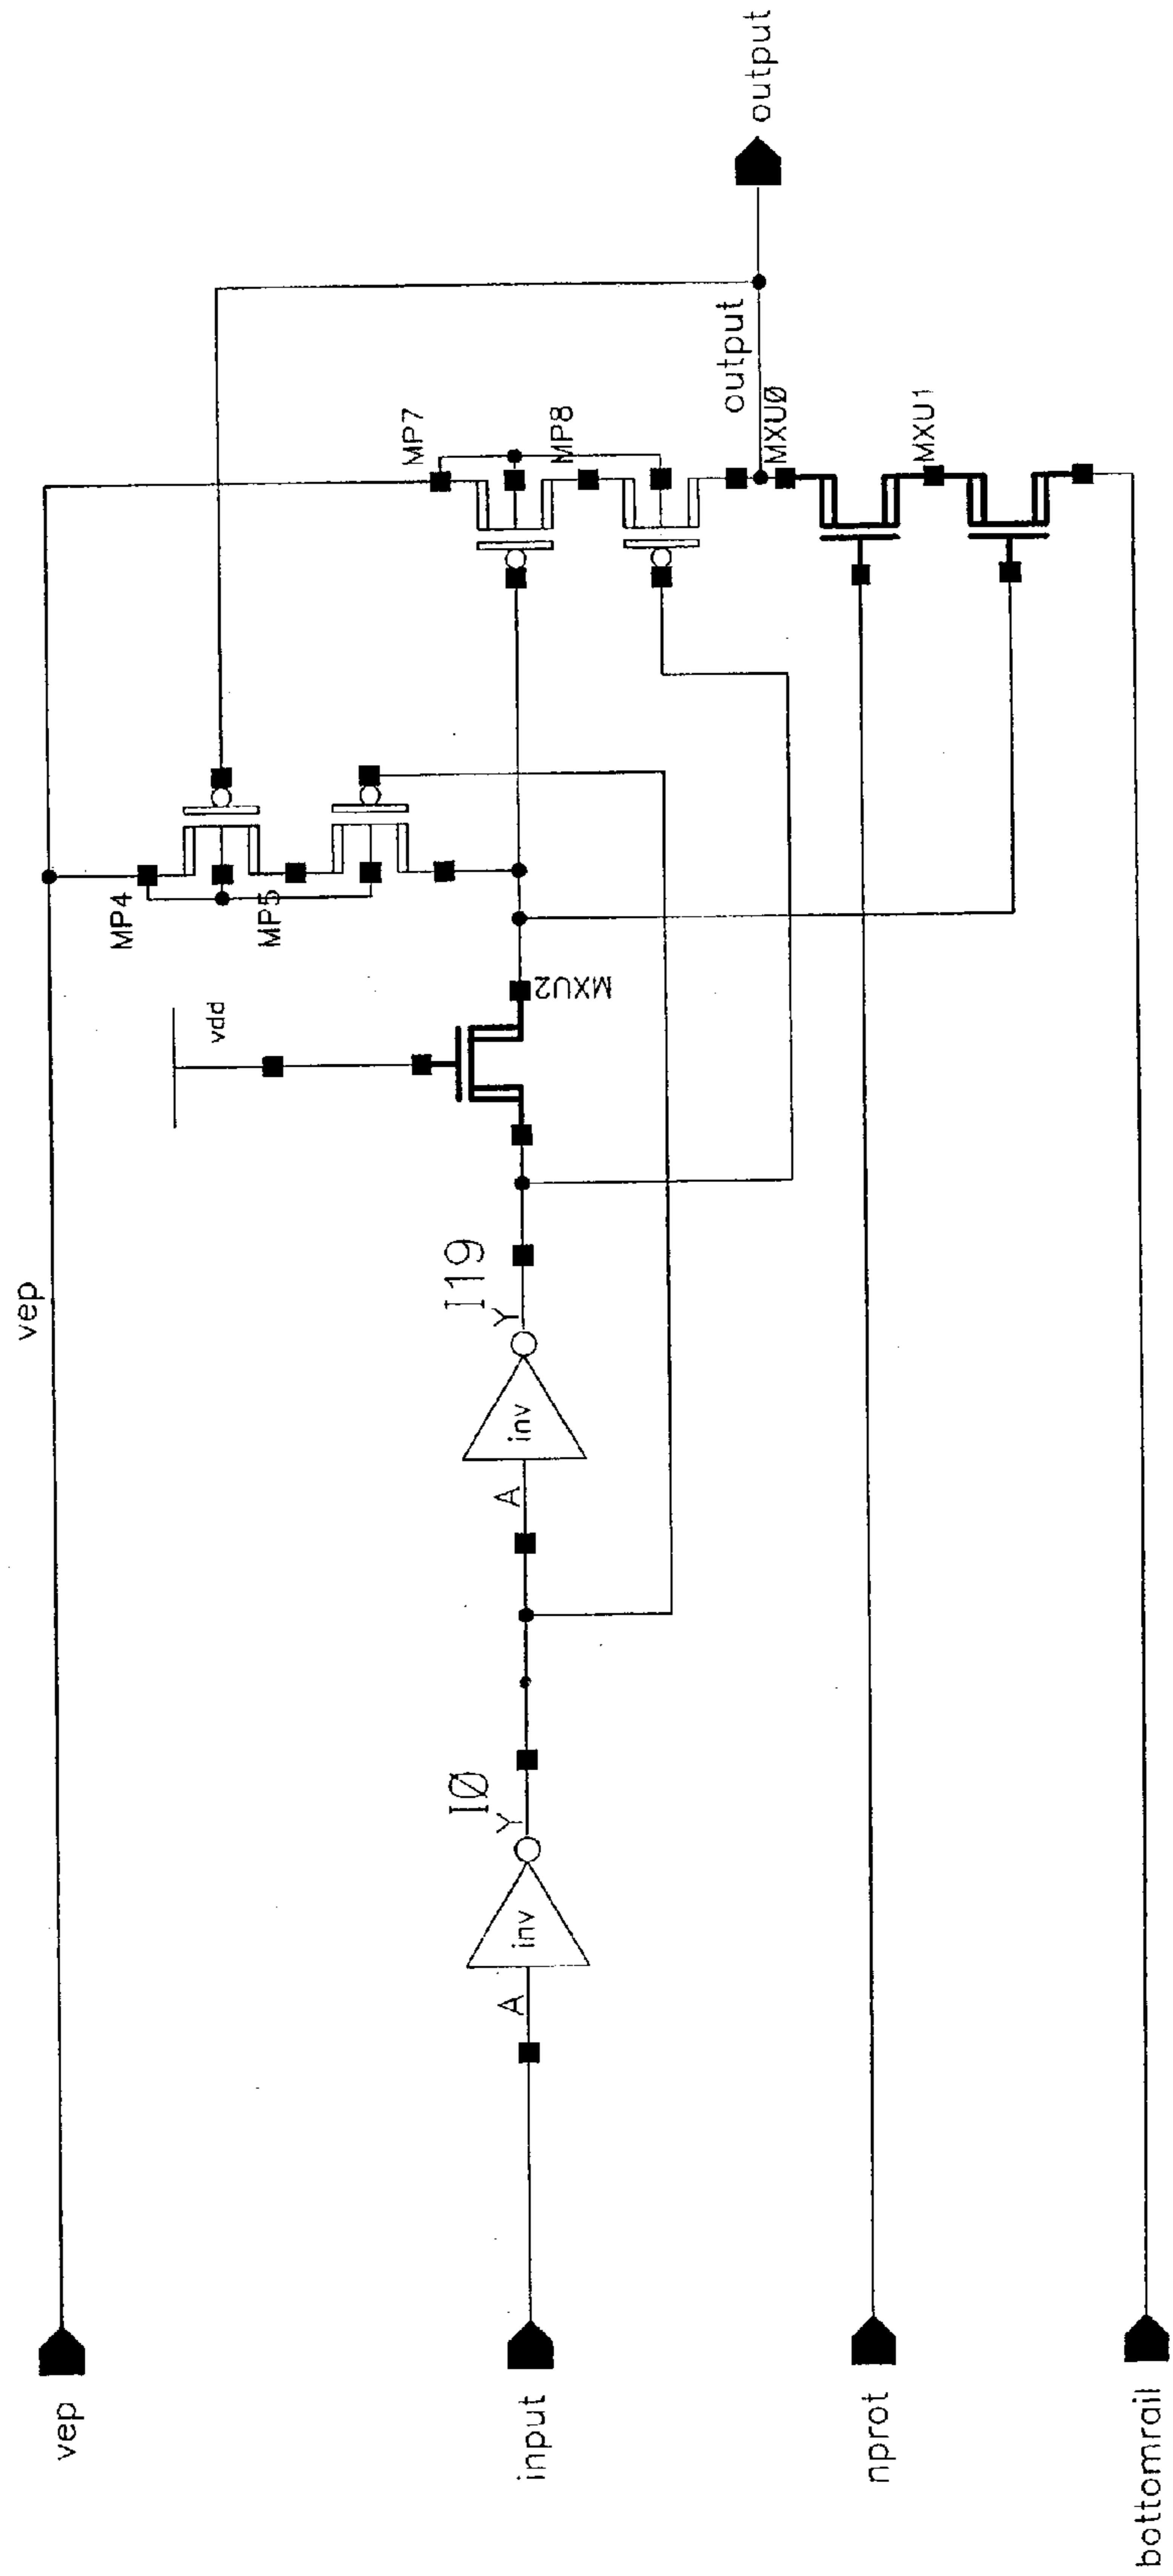 vep
vep
vdd
MP4
MP5
MP7
MP8
output
output
MXU0
MXU1
MXU2
input
A
inv
Y
I0
A
inv
Y
I19
nprot
bottomrail